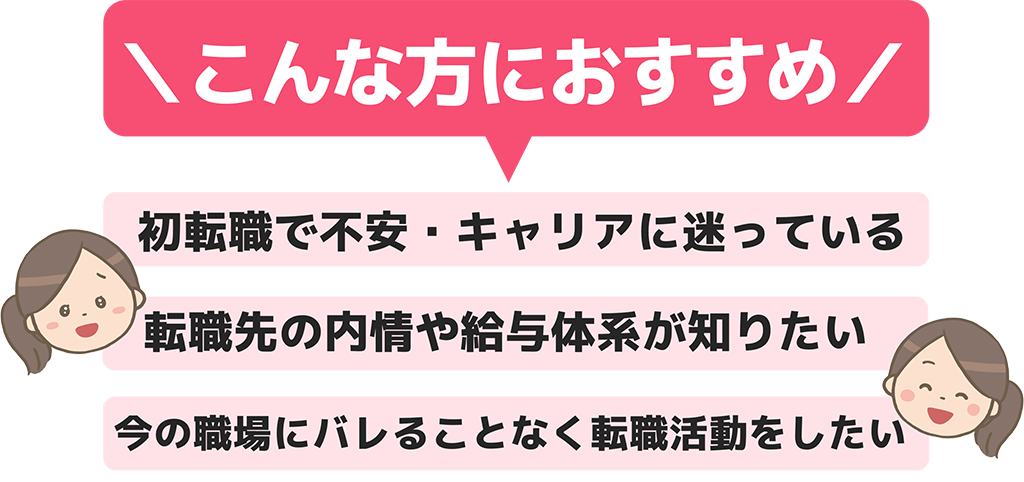 ＼こんな方におすすめ／
初転職で不安・キャリアに迷っている
転職先の内情や給与体系が知りたい
今の職場にバレることなく転職活動をしたい